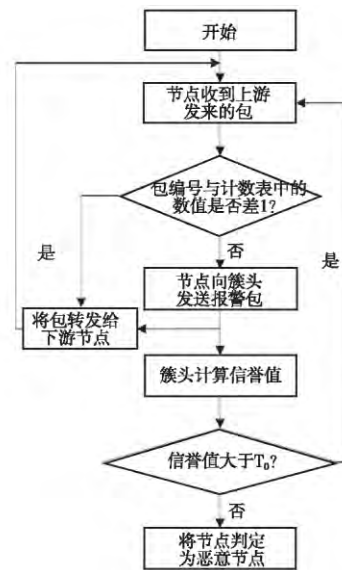 开始
节点收到上游
发来的包
包编号与计数表中的
数值是否差1?
是
否
是
节点向簇头
发送报警包
将包转发给
下游节点
簇头计算信誉值
信誉值大于T₀?
否
将节点判定
为恶意节点